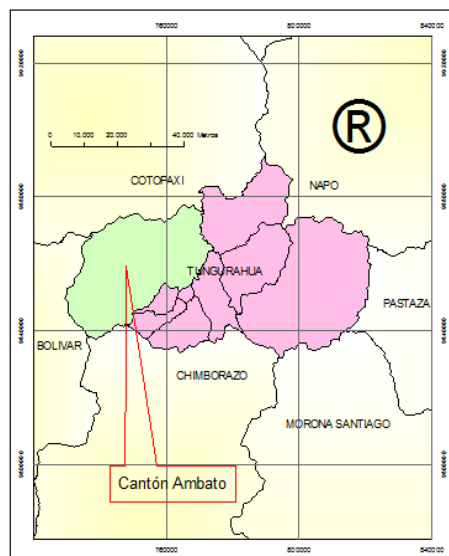 760000 800000 840000
0 10.000 20.000 40.000 Metros
®
COTOPAXI
NAPO
TUNGURAHUA
PASTAZA
BOLIVAR
CHIMBORAZO
MORONA SANTIAGO
Cantón Ambato
760000 800000 840000